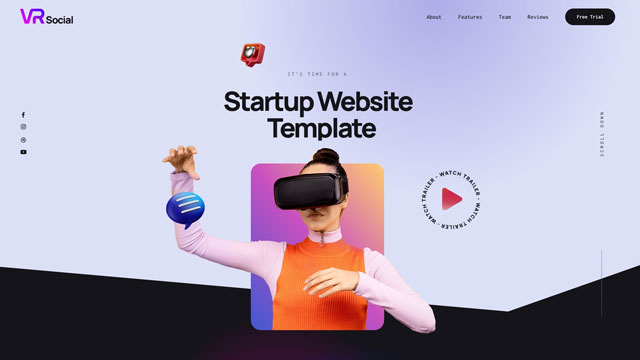 VR Social
About
Features
Team
Reviews
Free Trial
IT'S TIME FOR A
Startup Website
Template
WATCH TRAILER - WATCH TRAILER - WATCH TRAILER -
SCROLL DOWN